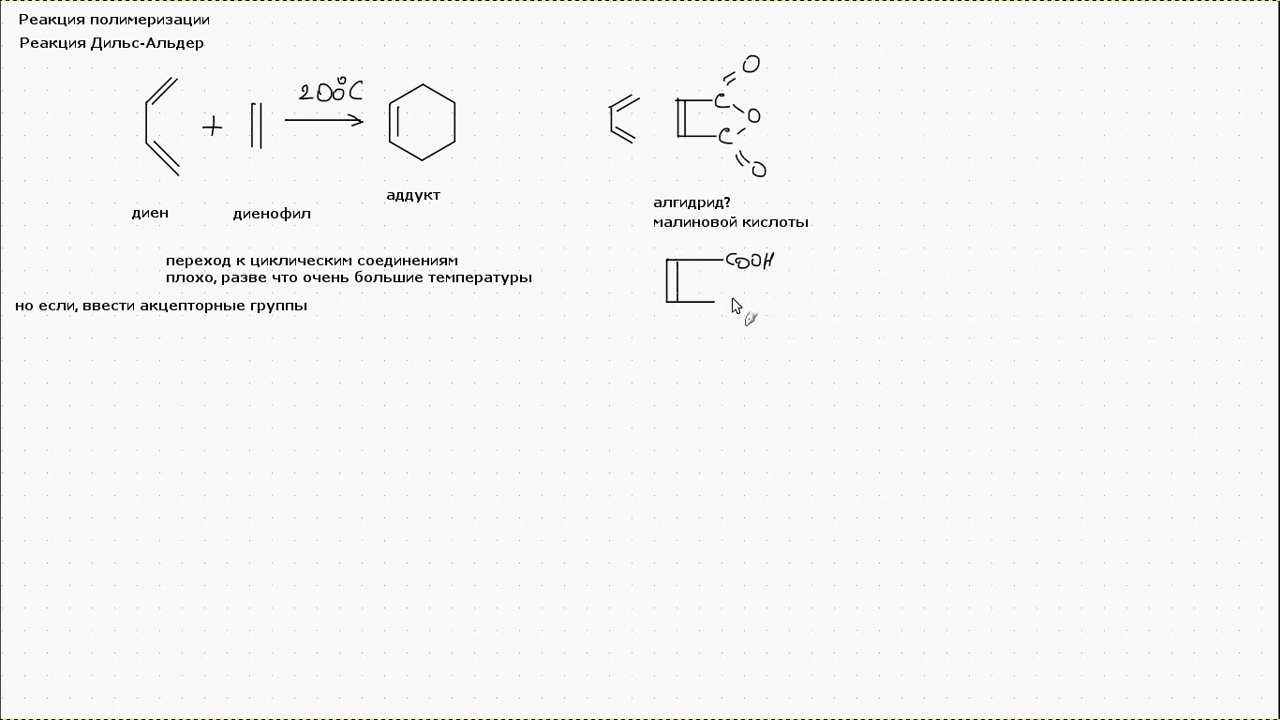 Реакция полимеризации
Реакция Дильс-Альдер
200°C
диен
+
диенофил
аддукт
переход к циклическим соединениям
плохо, разве что очень большие температуры
но если, ввести акцепторные группы
O
C
O
C
O
алгидрид?
малиновой кислоты
COOH